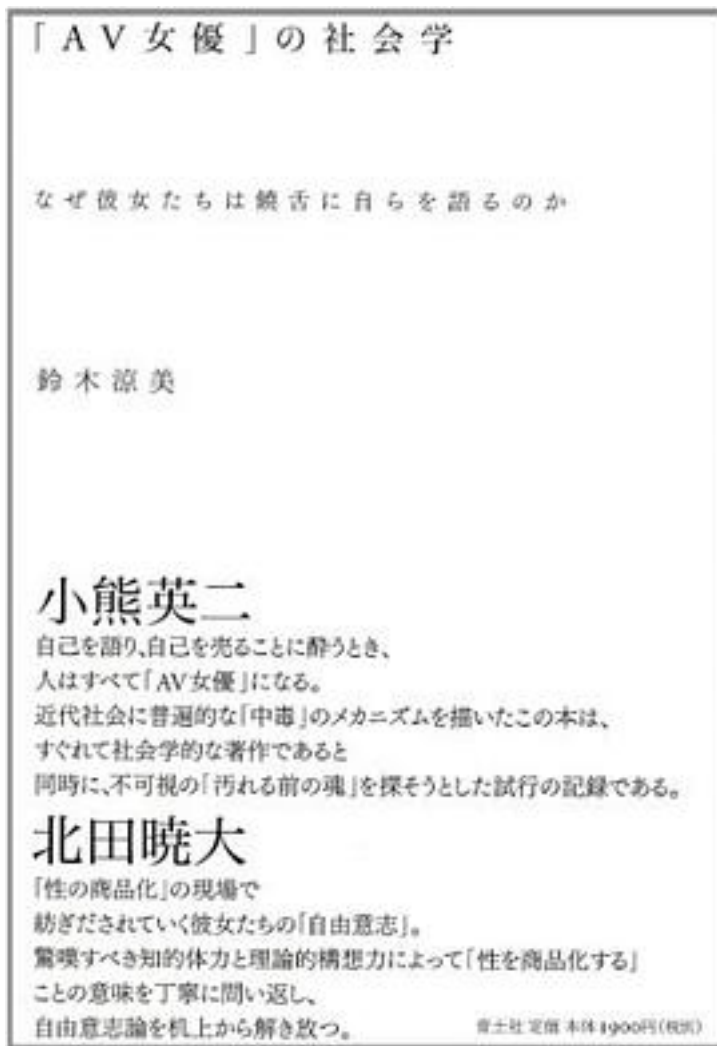 「AV女優」の社会学
なぜ彼女たちは饒舌に自らを語るのか
鈴木涼美
小熊英二
自己を語り、自己を売ることに酔うとき、
人はすべて「AV女優」になる。
近代社会に普遍的な「中毒」のメカニズムを描いたこの本は、
すぐれて社会学的な著作であると
同時に、不可視の「汚れる前の魂」を探そうとした試行の記録である。
北田暁大
「性の商品化」の現場で
紡ぎだされていく彼女たちの「自由意志」。
驚嘆すべき知的体力と理論的構想力によって「性を商品化する」
ことの意味を丁寧に問い返し、
自由意志論を机上から解き放つ。
青土社 定価 本体1900円(税別)